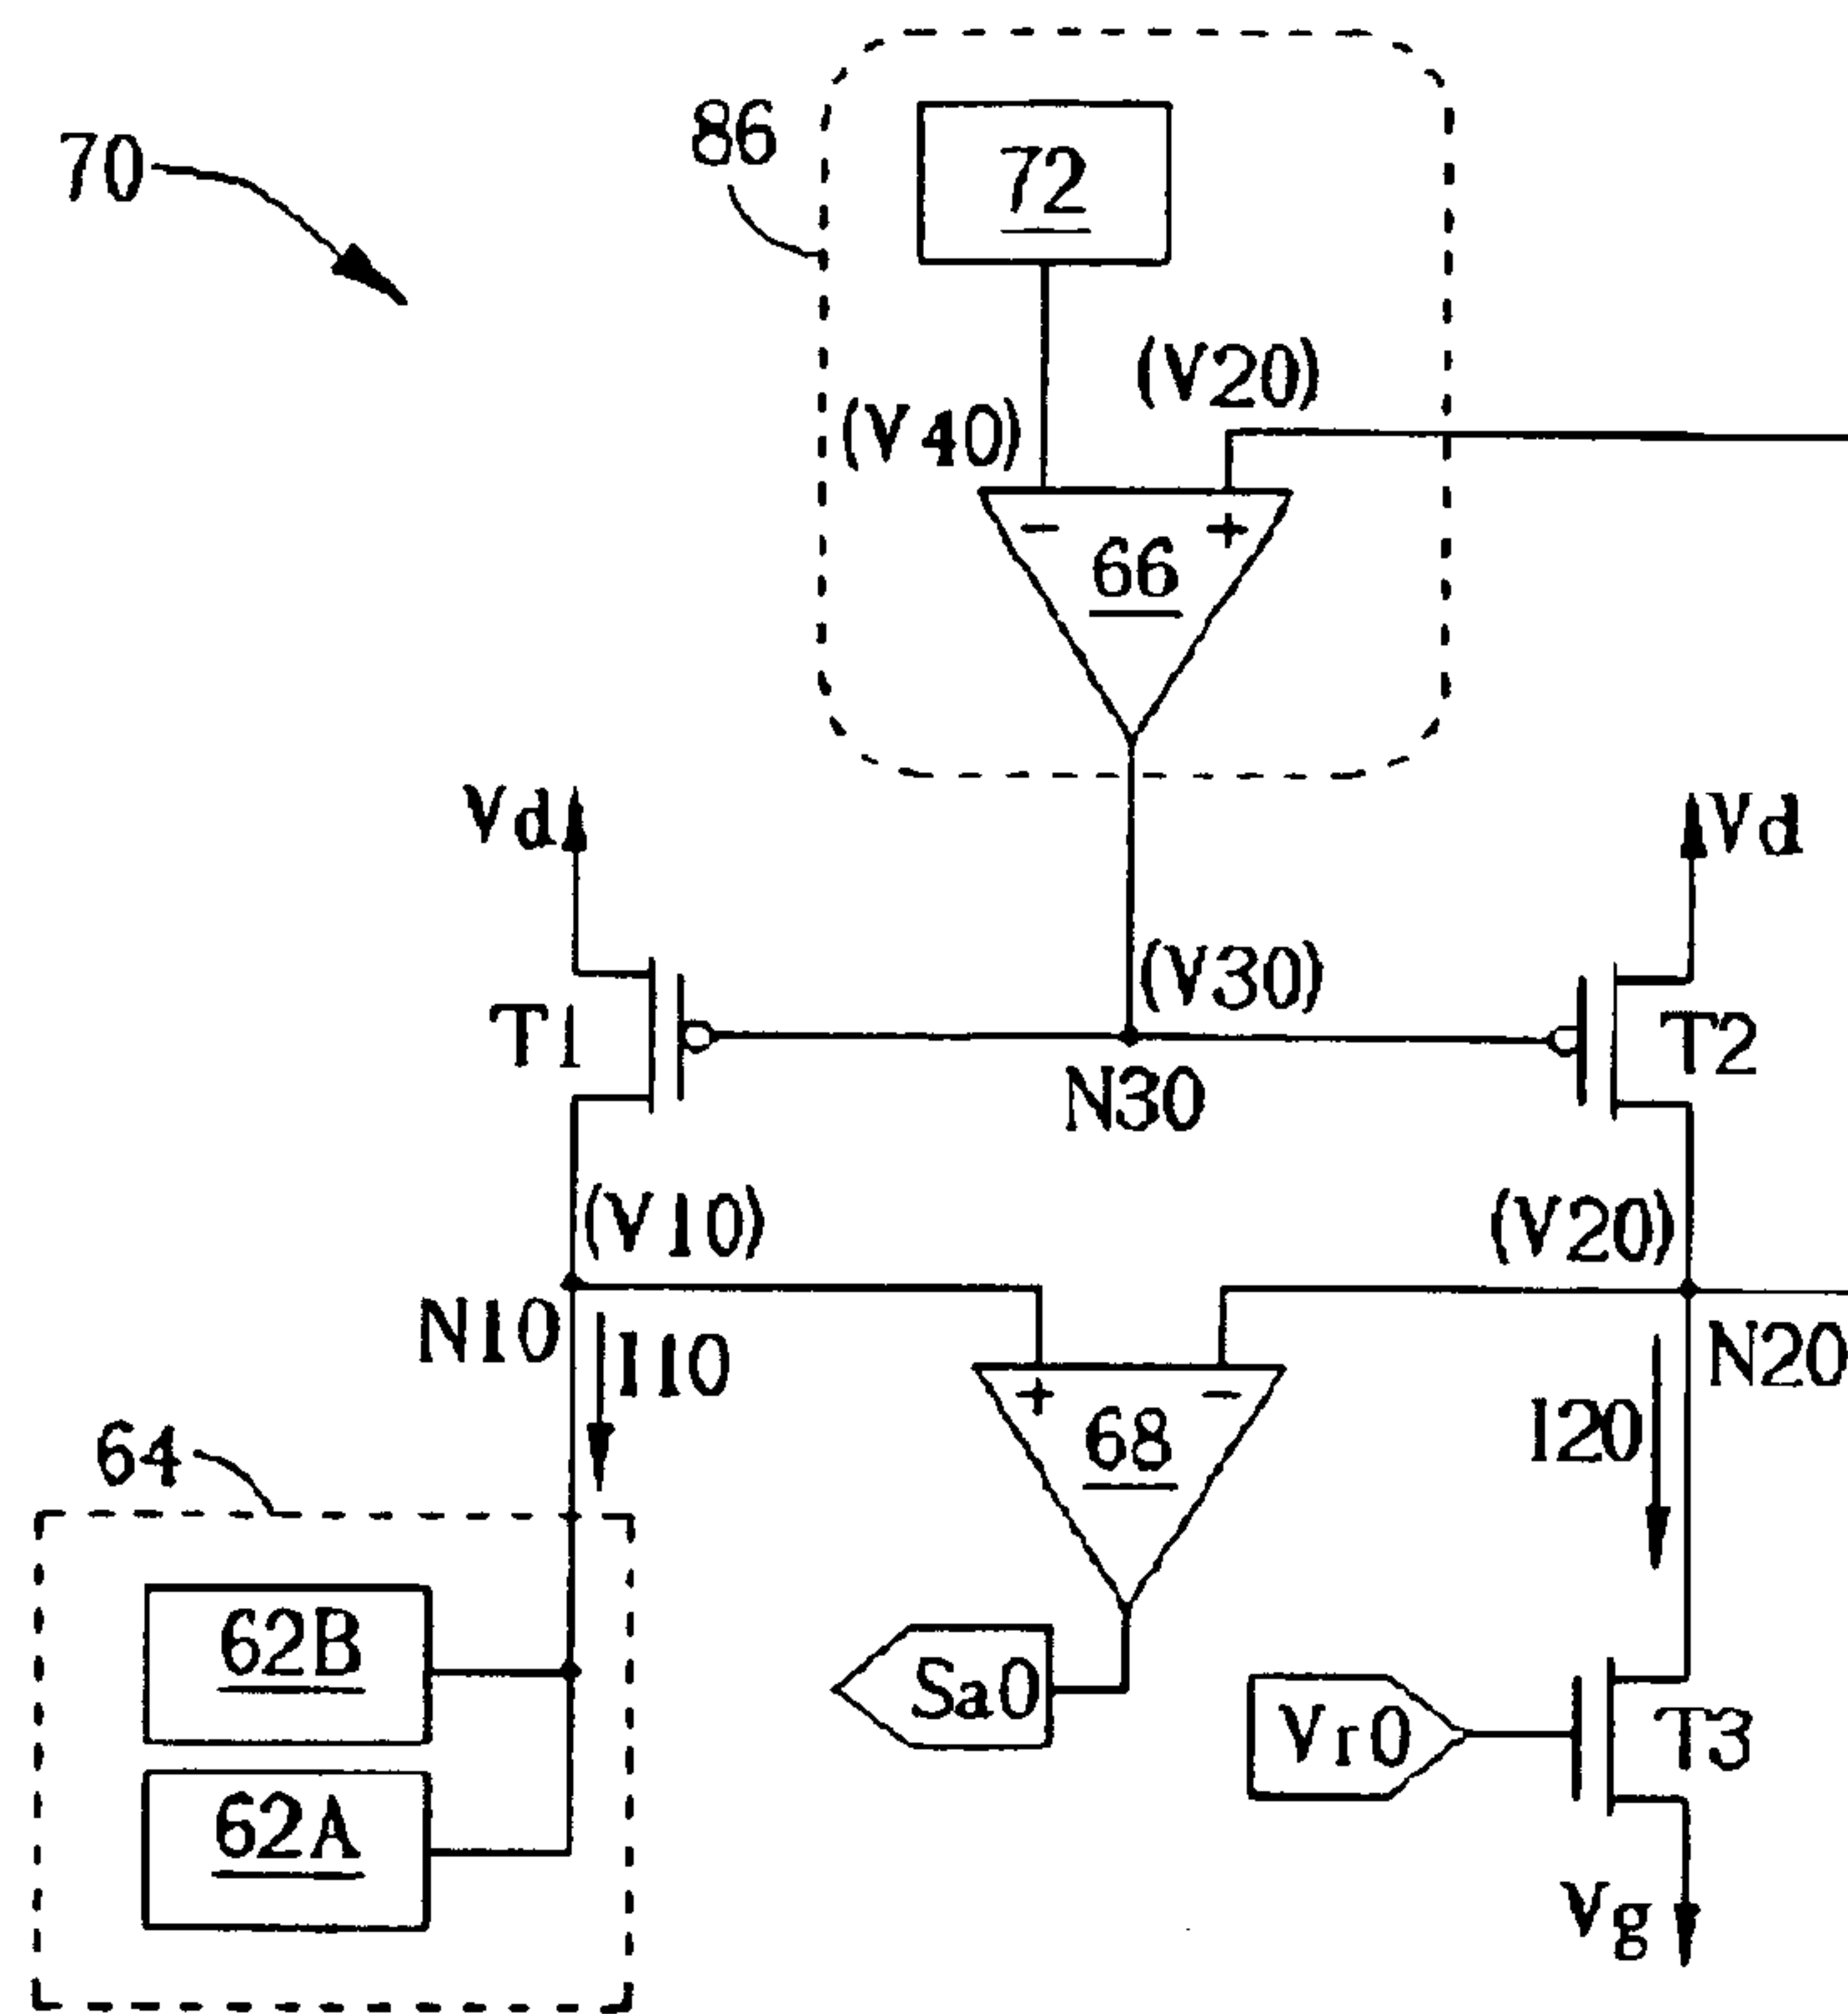 70
86
72
(V20)
(V40)
- +
66
Vd
Vd
(V30)
T1
T2
N30
(V10)
(V20)
N10
I10
N20
+ -
68
I20
64
62B
Sa0
Vr0
T3
62A
Vg